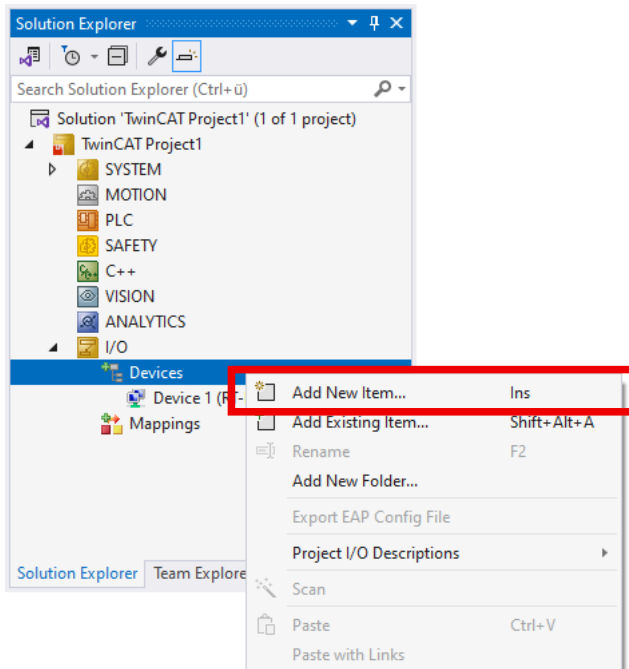 Solution Explorer
Search Solution Explorer (Ctrl+ü)
Solution 'TwinCAT Project1' (1 of 1 project)
TwinCAT Project1
SYSTEM
MOTION
PLC
SAFETY
C++
VISION
ANALYTICS
I/O
Devices
Device 1 (RT-
Mappings
Add New Item... Ins
Add Existing Item... Shift+Alt+A
Rename F2
Add New Folder...
Export EAP Config File
Project I/O Descriptions
Scan
Paste Ctrl+V
Paste with Links
Solution Explorer Team Explore